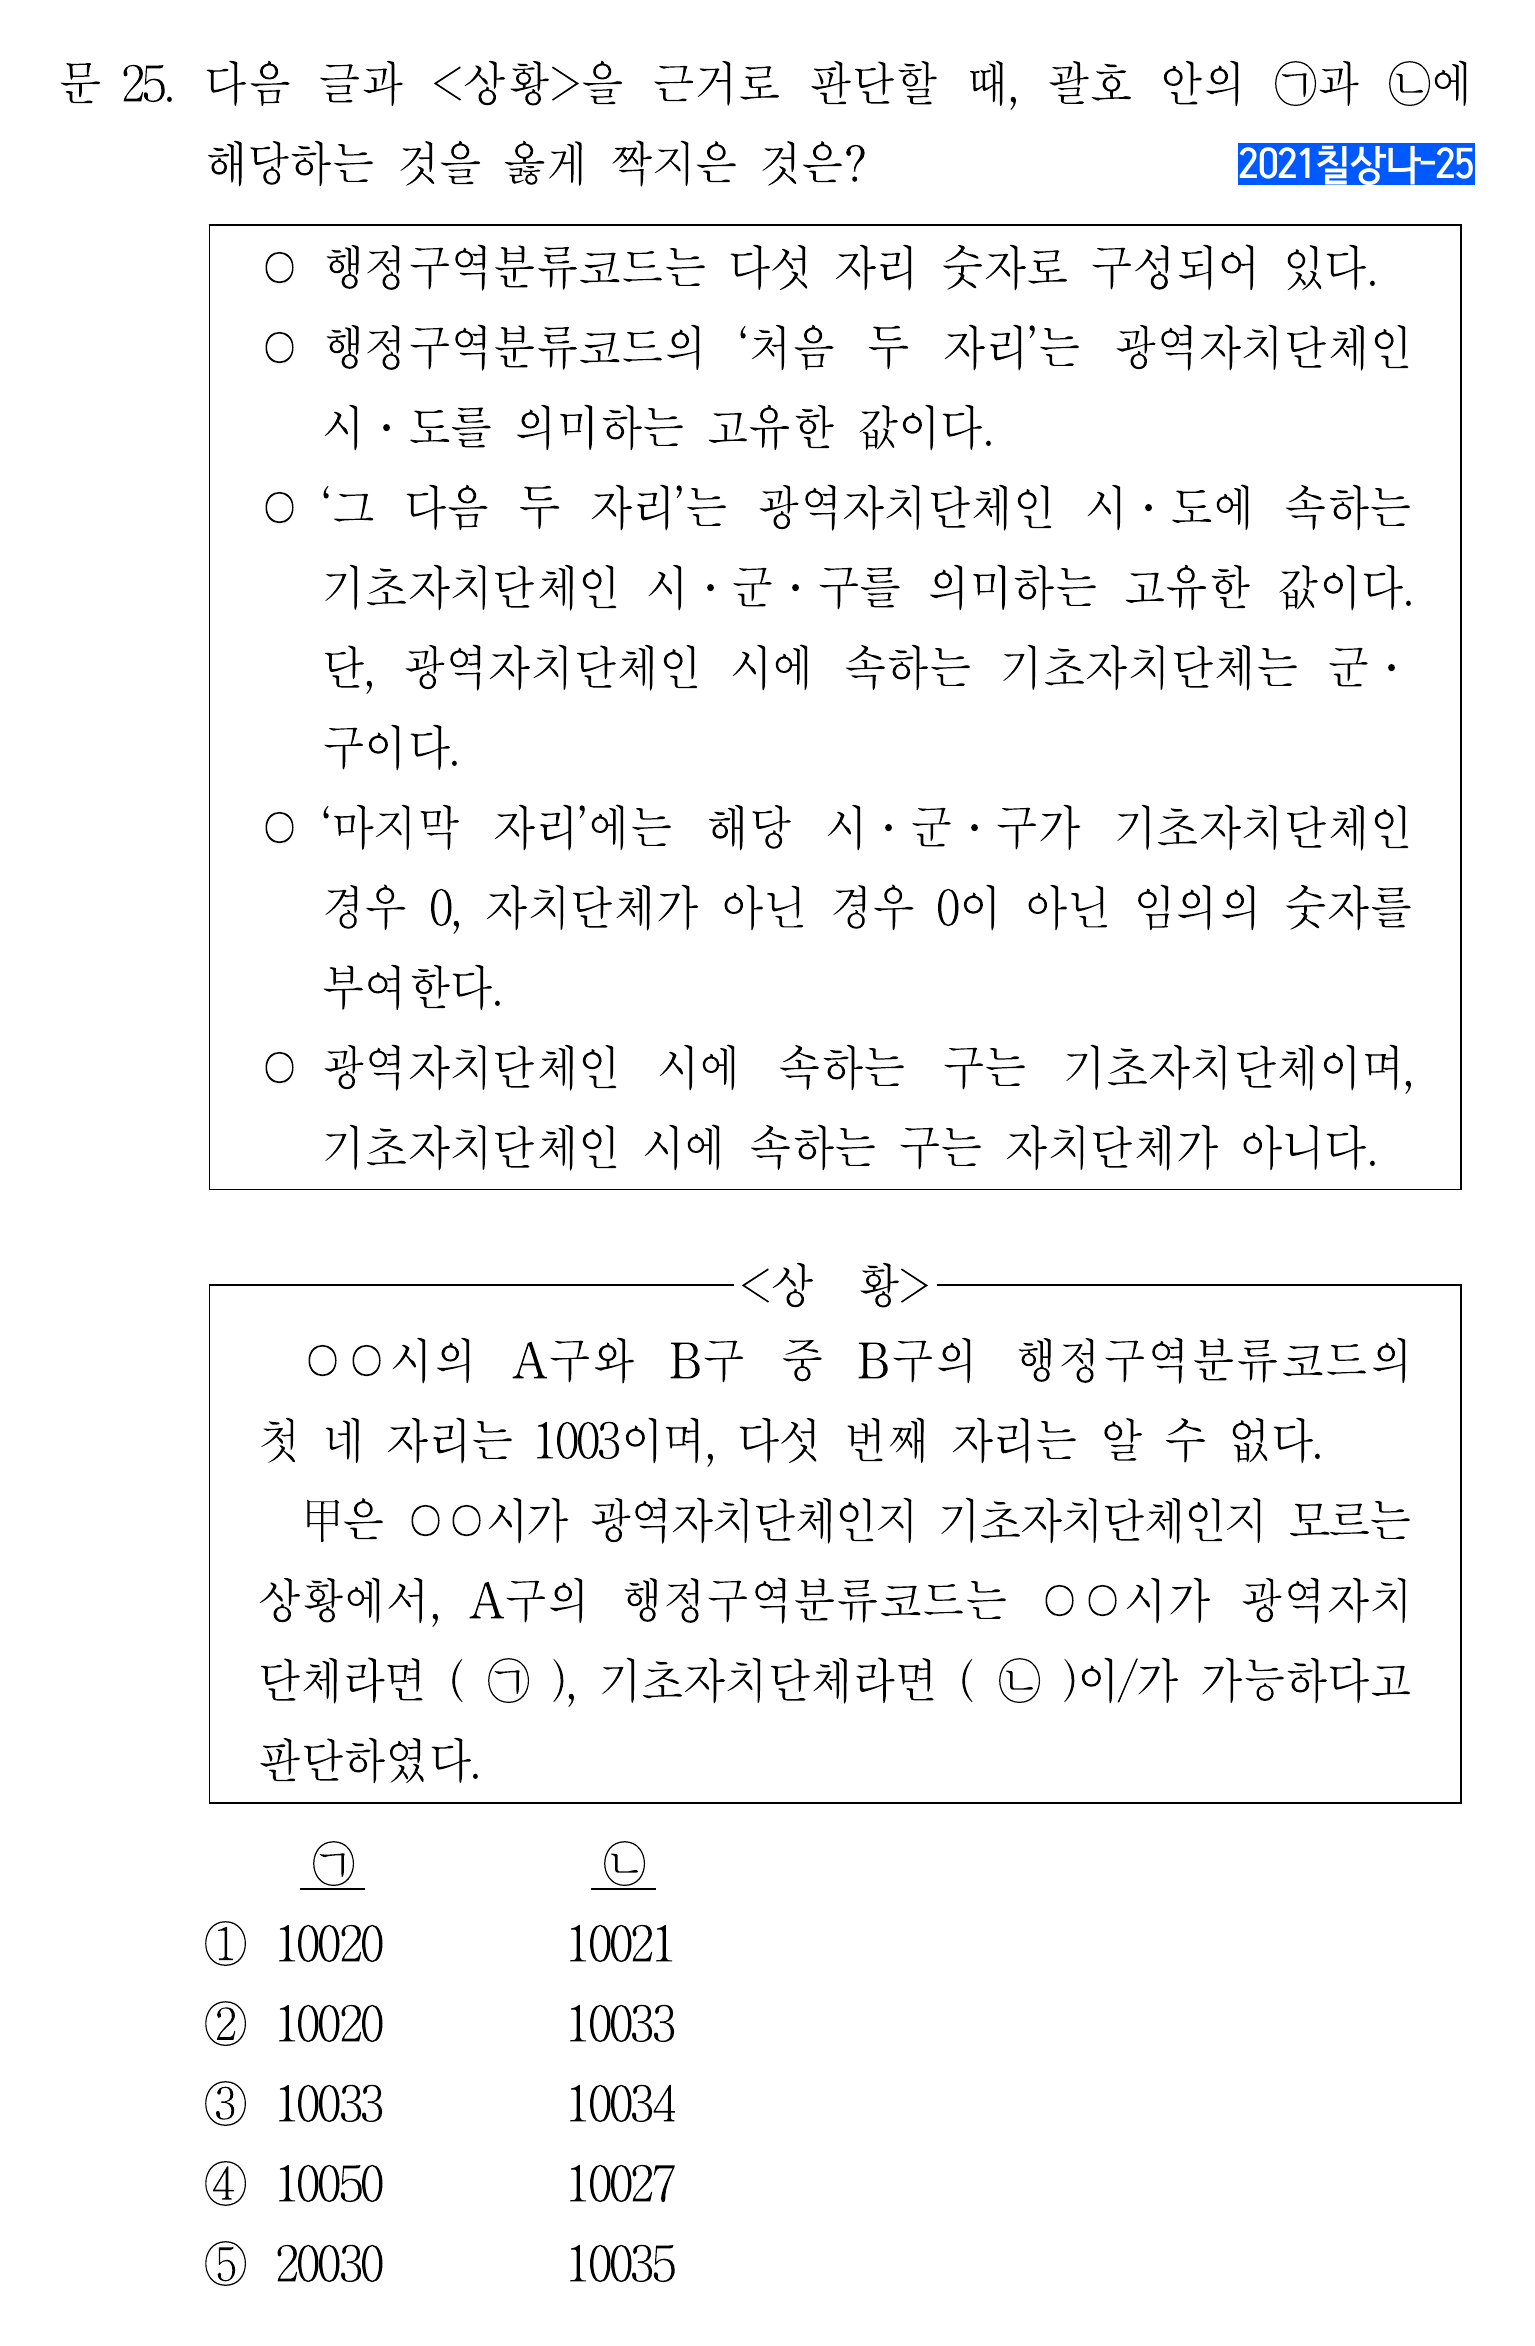 문 25. 다음 글과 <상황>을 근거로 판단할 때, 괄호 안의 ㉠과 ㉡에
해당하는 것을 옳게 짝지은 것은?
2021칠상나-25
○ 행정구역분류코드는 다섯 자리 숫자로 구성되어 있다.
○ 행정구역분류코드의 ‘처음 두 자리’는 광역자치단체인
시·도를 의미하는 고유한 값이다.
○ ‘그 다음 두 자리’는 광역자치단체인 시·도에 속하는
기초자치단체인 시·군·구를 의미하는 고유한 값이다.
단, 광역자치단체인 시에 속하는 기초자치단체는 군·
구이다.
○ ‘마지막 자리’에는 해당 시·군·구가 기초자치단체인
경우 0, 자치단체가 아닌 경우 0이 아닌 임의의 숫자를
부여한다.
○ 광역자치단체인 시에 속하는 구는 기초자치단체이며,
기초자치단체인 시에 속하는 구는 자치단체가 아니다.
<상 황>
○○시의 A구와 B구 중 B구의 행정구역분류코드의
첫 네 자리는 1003이며, 다섯 번째 자리는 알 수 없다.
甲은 ○○시가 광역자치단체인지 기초자치단체인지 모르는
상황에서, A구의 행정구역분류코드는 ○○시가 광역자치
단체라면 ( ㉠ ), 기초자치단체라면 ( ㉡ )이/가 가능하다고
판단하였다.
㉠ ㉡
① 10020 10021
② 10020 10033
③ 10033 10034
④ 10050 10027
⑤ 20030 10035